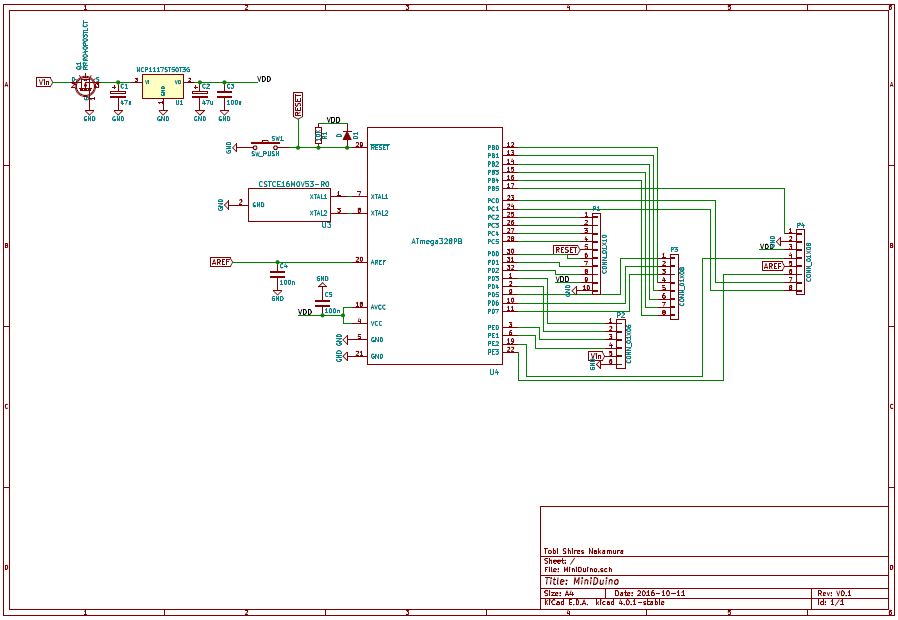 1 2 3 4 5 6
A
B
C
D
Q1
Vin
D S
GND
C1
47u
GND
NCP1117ST50T3G
3 VI VO 2
GND
1
U1
GND
C2
47u
GND
C3
100n
GND
VDD
RESET
VDD
10K
R1
D
D1
GND
SW1
SW_PUSH
29 RESET
CSTCE16M0V53-R0
GND
2 GND
XTAL1 1
XTAL2 3
U3
7 XTAL1
8 XTAL2
ATmega328PB
AREF
C4
100n
GND
20 AREF
GND
C5
100n
VDD
18 AVCC
4 VCC
GND 5 GND
GND 21 GND
U4
PB0 12
PB1 13
PB2 14
PB3 15
PB4 16
PB5 17
PC0 23
PC1 24
PC2 25
PC3 26
PC4 27
PC5 28
PD0 30
PD1 31
PD2 32
PD3 1
PD4 2
PD5 9
PD6 10
PD7 11
PE0 3
PE1 6
PE2 19
PE3 22
P1
1
2
3
4
RESET 5
6
7
8
VDD 9
GND 10
CONN_01X10
P2
1
2
3
4
Vin 5
GND 6
CONN_01X06
P3
1
2
3
4
5
6
7
8
CONN_01X08
P4
1
GND 2
VDD 3
4
AREF 5
6
7
8
CONN_01X08
Tobi Shires Nakamura
Sheet: /
File: MiniDuino.sch
Title: MiniDuino
Size: A4 Date: 2016-10-11 Rev: V0.1
KiCad E.D.A. kicad 4.0.1-stable Id: 1/1
1 2 3 4 5 6